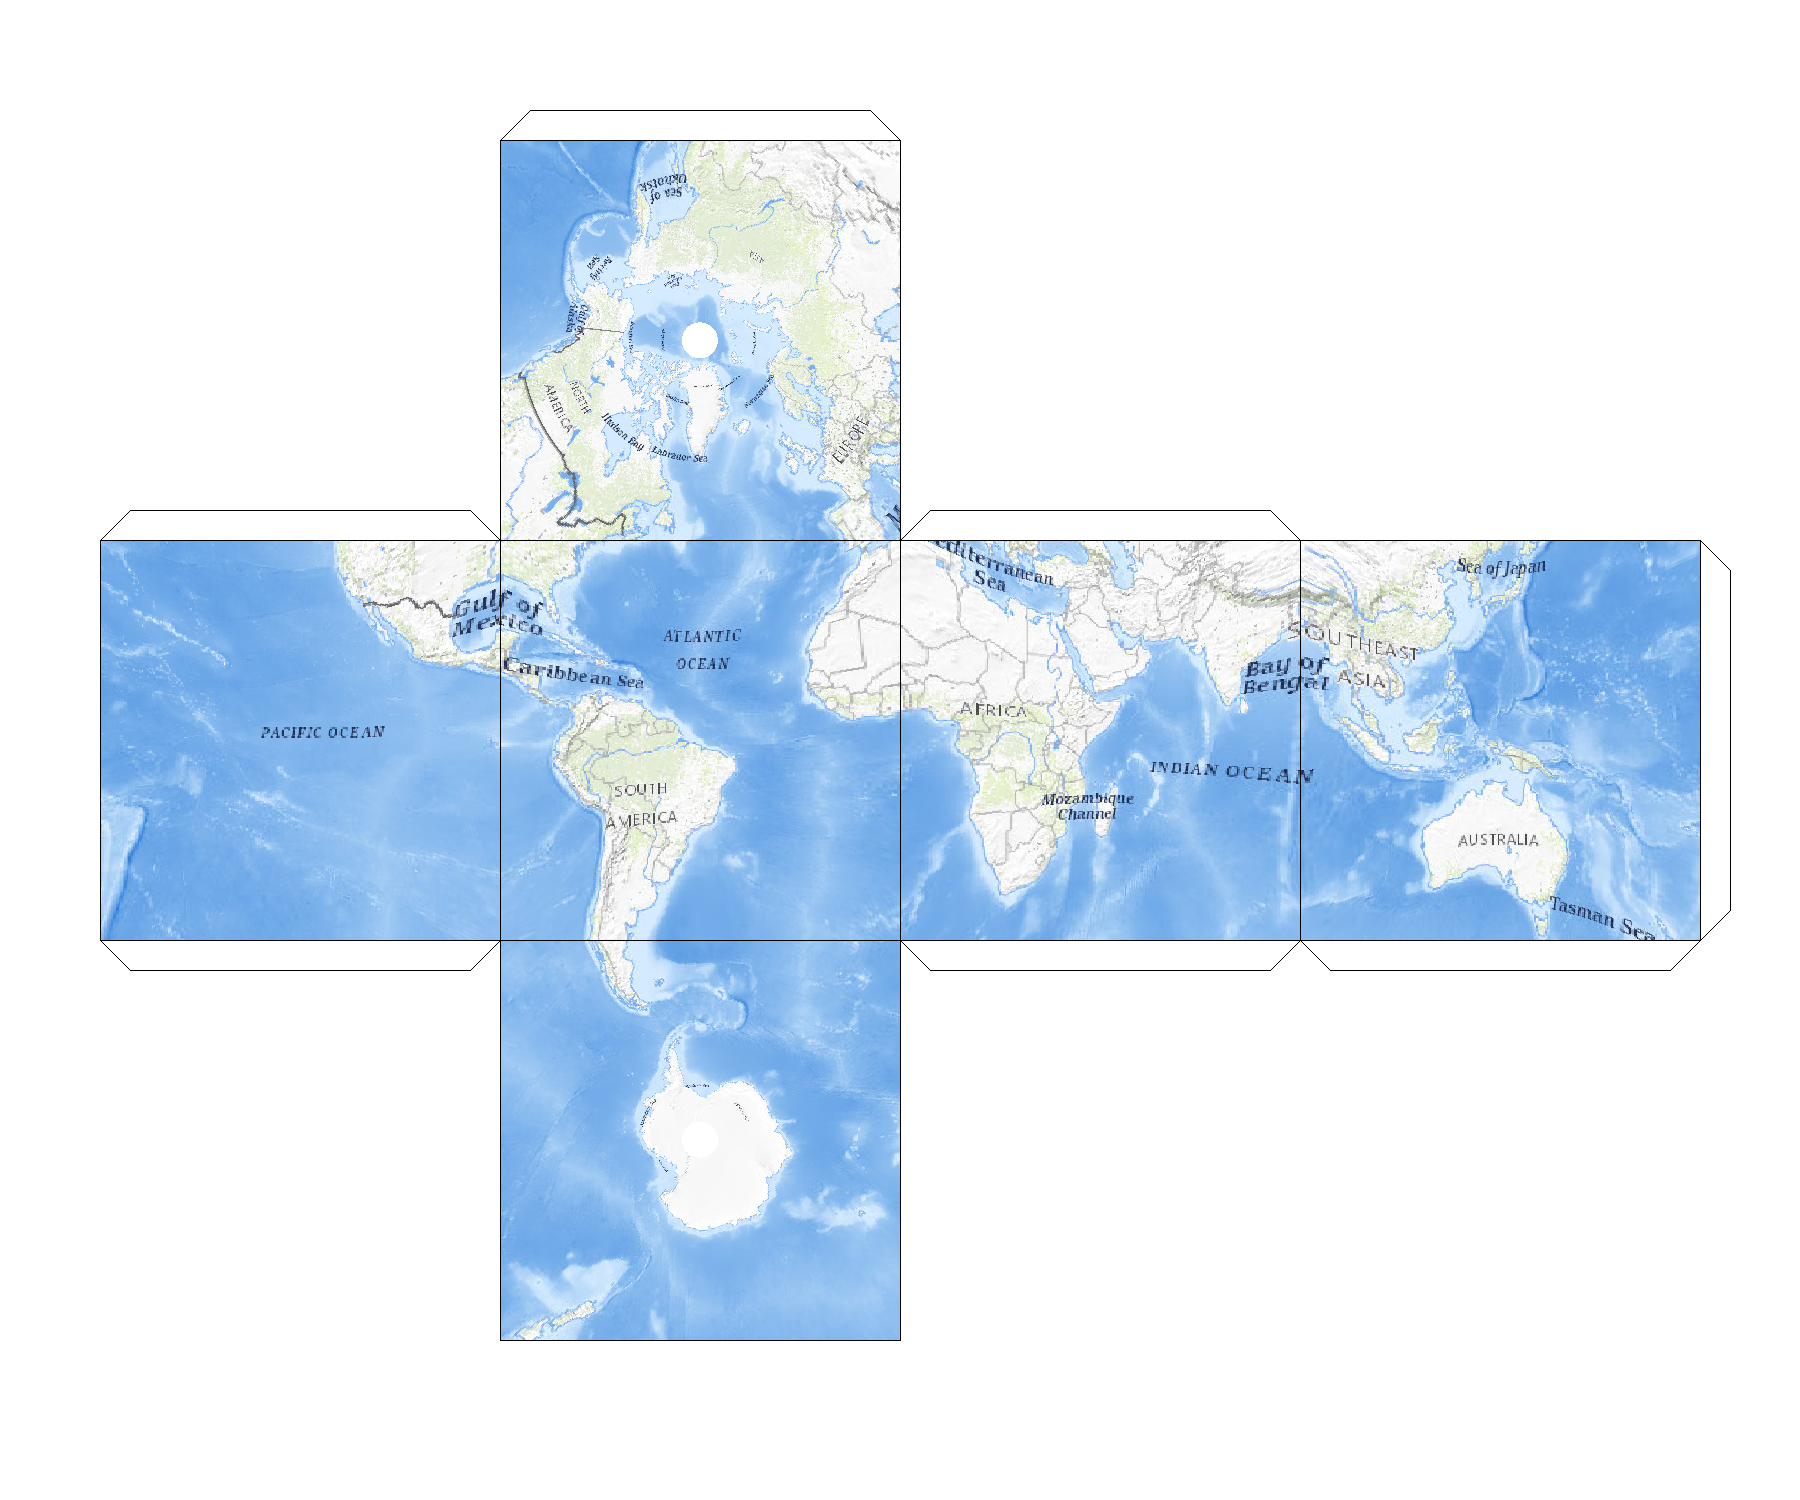 Sea of
Okhotsk
Bering
Sea
Gulf of
Alaska
NORTH
AMERICA
Hudson Bay
Labrador Sea
EUROPE
Gulf of
Mexico
Caribbean Sea
ATLANTIC
OCEAN
PACIFIC OCEAN
SOUTH
AMERICA
editerranean
Sea
AFRICA
Mozambique
Channel
INDIAN OCEAN
Bay of
Bengal
SOUTHEAST
ASIA
Sea of Japan
AUSTRALIA
Tasman Sea